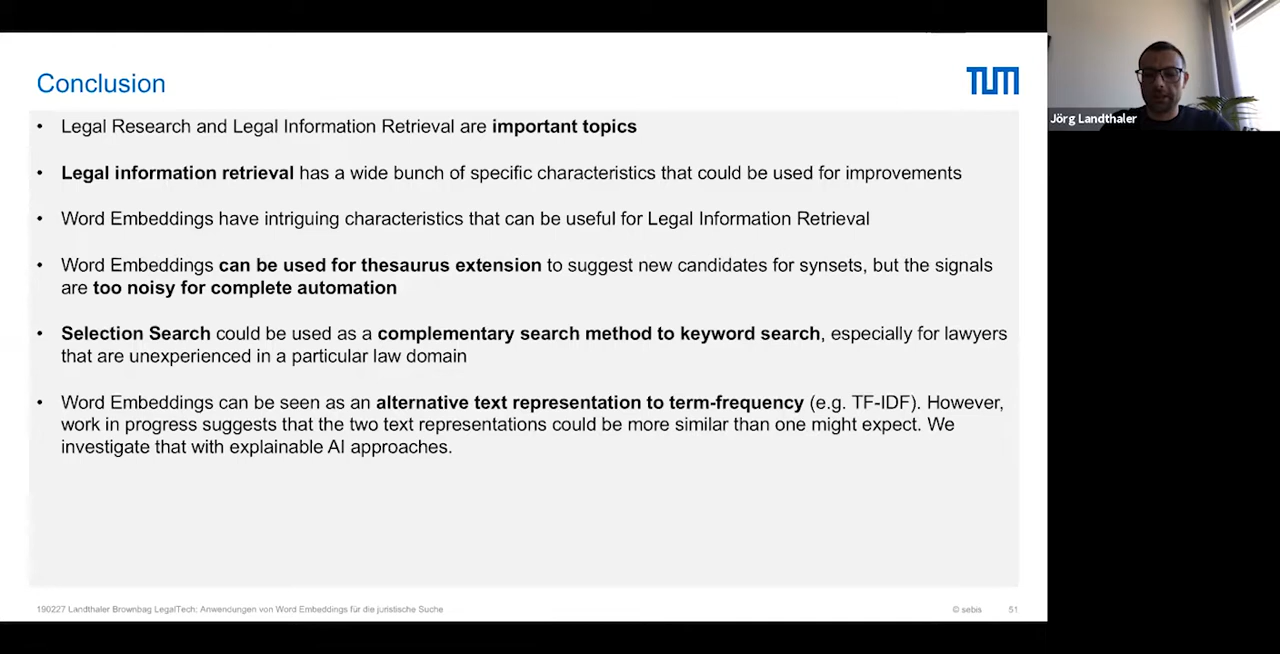 Conclusion
TUM
• Legal Research and Legal Information Retrieval are important topics
• Legal information retrieval has a wide bunch of specific characteristics that could be used for improvements
• Word Embeddings have intriguing characteristics that can be useful for Legal Information Retrieval
• Word Embeddings can be used for thesaurus extension to suggest new candidates for synsets, but the signals
are too noisy for complete automation
• Selection Search could be used as a complementary search method to keyword search, especially for lawyers
that are unexperienced in a particular law domain
• Word Embeddings can be seen as an alternative text representation to term-frequency (e.g. TF-IDF). However,
work in progress suggests that the two text representations could be more similar than one might expect. We
investigate that with explainable AI approaches.
190227 Landthaler Brownbag LegalTech: Anwendungen von Word Embeddings für die juristische Suche
© sebis
51
Jörg Landthaler